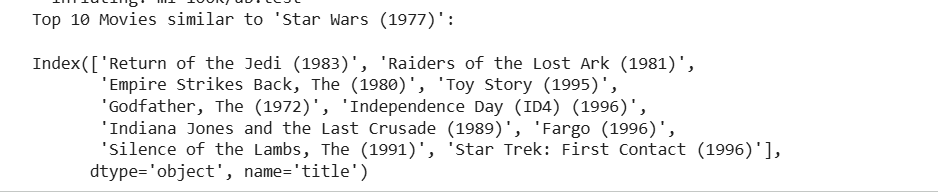 Top 10 Movies similar to 'Star Wars (1977)':
Index(['Return of the Jedi (1983)', 'Raiders of the Lost Ark (1981)',
'Empire Strikes Back, The (1980)', 'Toy Story (1995)',
'Godfather, The (1972)', 'Independence Day (ID4) (1996)',
'Indiana Jones and the Last Crusade (1989)', 'Fargo (1996)',
'Silence of the Lambs, The (1991)', 'Star Trek: First Contact (1996)'],
dtype='object', name='title')